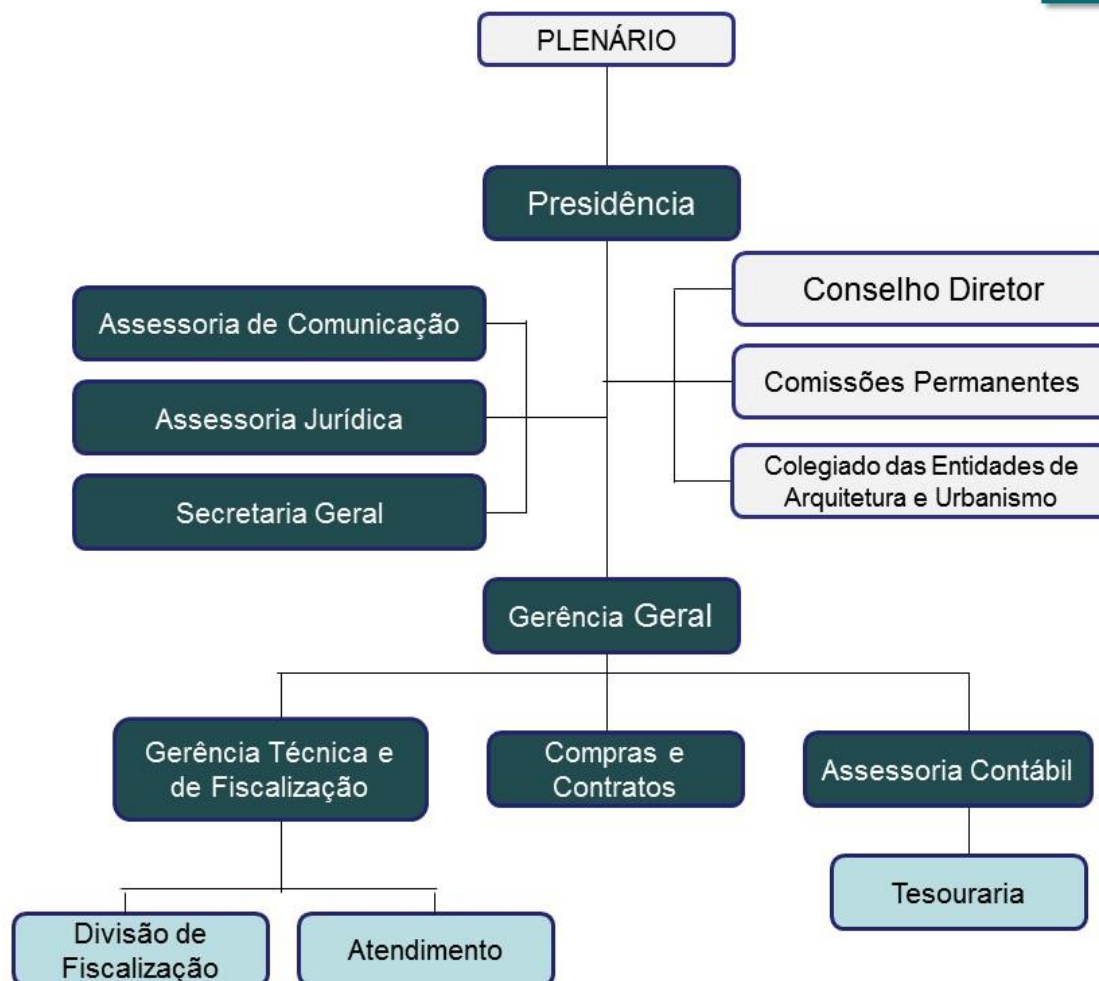 PLENÁRIO
Presidência
Conselho Diretor
Assessoria de Comunicação
Comissões Permanentes
Assessoria Jurídica
Colegiado das Entidades de
Arquitetura e Urbanismo
Secretaria Geral
Gerência Geral
Gerência Técnica e
de Fiscalização
Compras e
Contratos
Assessoria Contábil
Tesouraria
Divisão de
Fiscalização
Atendimento